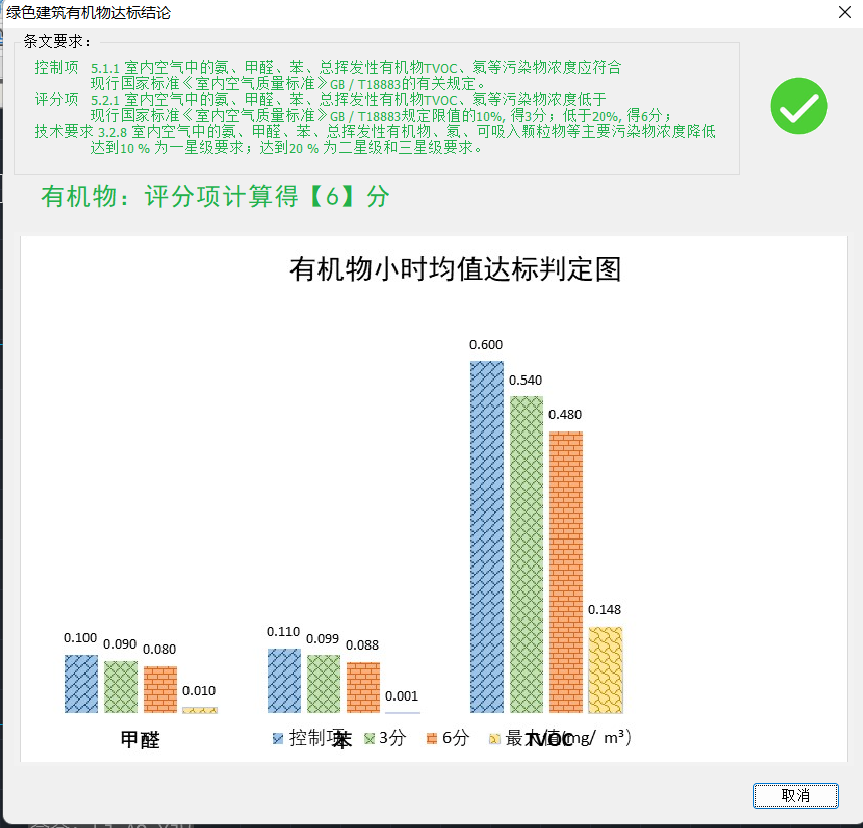 绿色建筑有机物达标结论
条文要求：
控制项 5.1.1 室内空气中的氨、甲醛、苯、总挥发性有机物TVOC、氡等污染物浓度应符合
现行国家标准《室内空气质量标准》GB / T18883的有关规定。
评分项 5.2.1 室内空气中的氨、甲醛、苯、总挥发性有机物TVOC、氡等污染物浓度低于
现行国家标准《室内空气质量标准》GB / T18883规定限值的10%, 得3分；低于20%, 得6分；
技术要求 3.2.8 室内空气中的氨、甲醛、苯、总挥发性有机物、氡、可吸入颗粒物等主要污染物浓度降低
达到10 % 为一星级要求；达到20 % 为二星级和三星级要求。
有机物：评分项计算得【6】分
有机物小时均值达标判定图
0.600
0.540
0.480
0.148
0.110
0.099
0.088
0.001
0.100
0.090
0.080
0.010
甲醛
苯
TVOC
控制项
3分
6分
最大值(mg/ m³)
取消